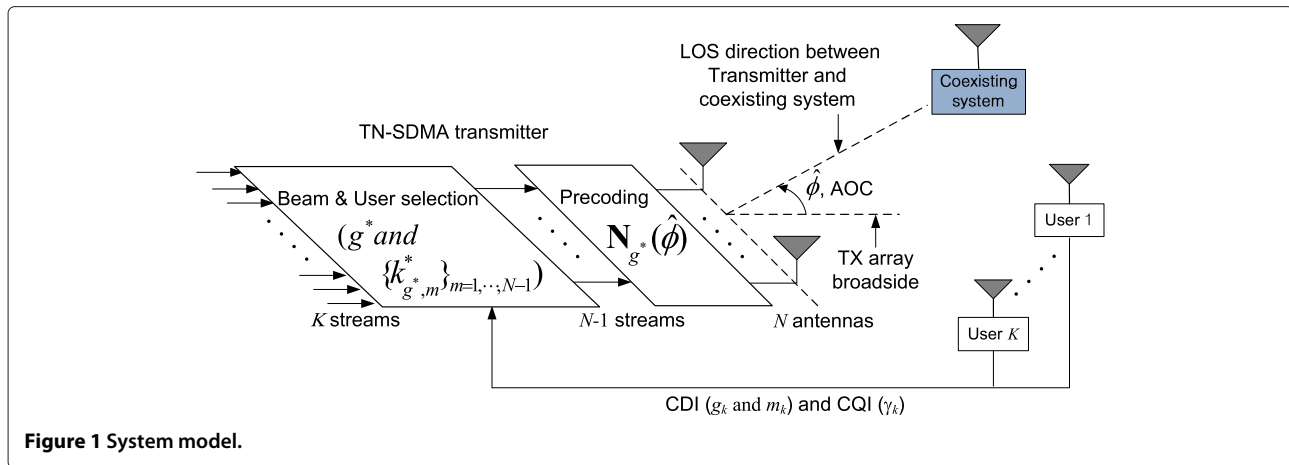 LOS direction between
Transmitter and
coexisting system
Coexisting
system
TN-SDMA transmitter
Beam & User selection
(g* and
{k*_{g*,m}}_{m=1,⋯,N-1})
Precoding
N_{g*}(ϕ̂)
ϕ̂, AOC
TX array
broadside
User 1
User K
K streams
N-1 streams
N antennas
CDI (g_k and m_k) and CQI (γ_k)
Figure 1 System model.